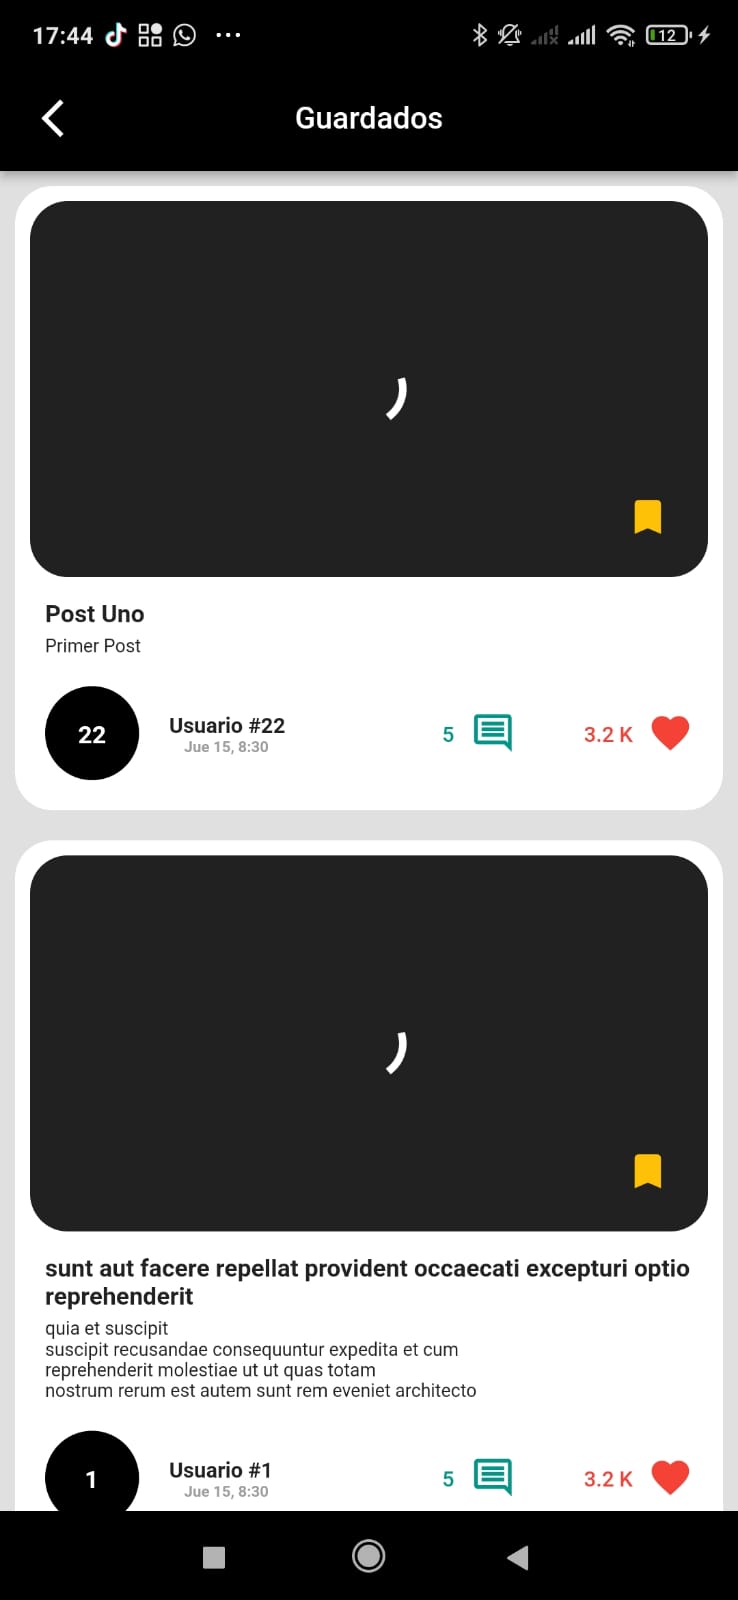 17:44
12
Guardados
Post Uno
Primer Post
22
Usuario #22
Jue 15, 8:30
5
3.2 K
sunt aut facere repellat provident occaecati excepturi optio
reprehenderit
quia et suscipit
suscipit recusandae consequuntur expedita et cum
reprehenderit molestiae ut ut quas totam
nostrum rerum est autem sunt rem eveniet architecto
1
Usuario #1
Jue 15, 8:30
5
3.2 K